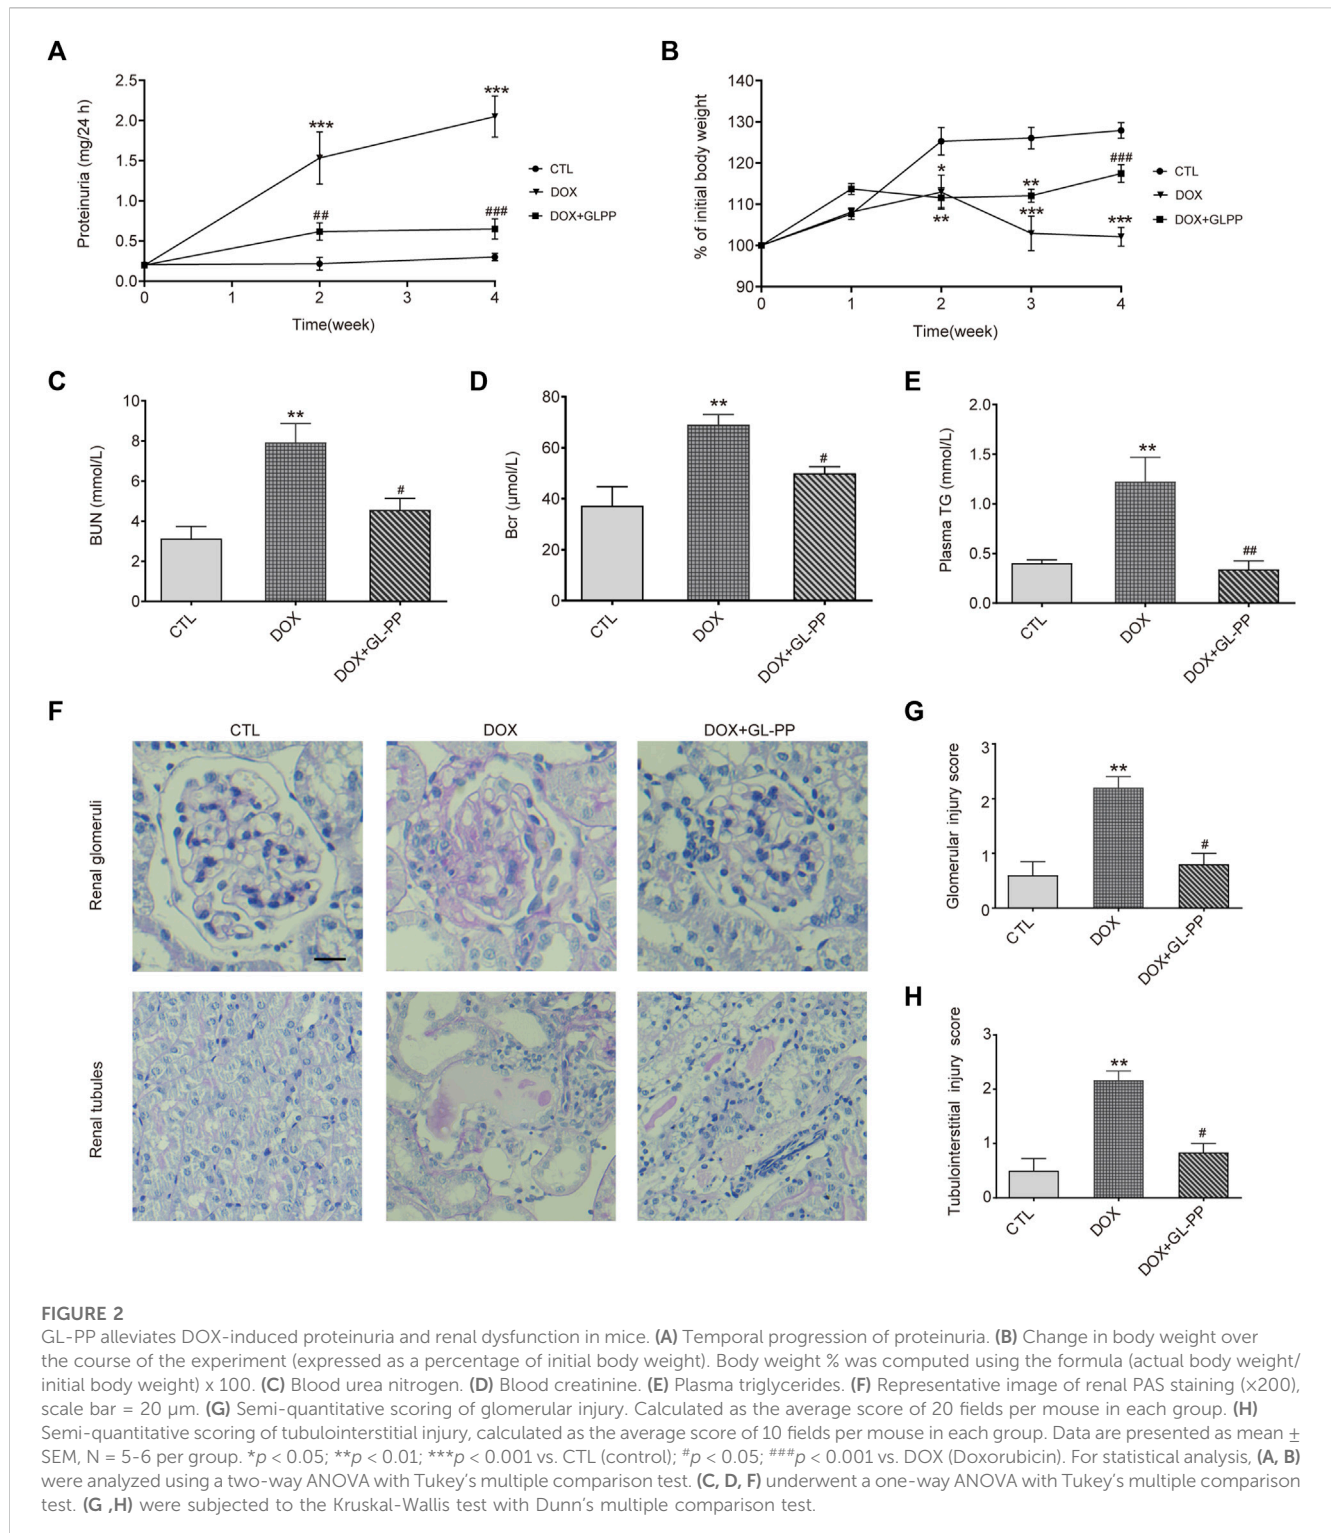 A
2.5
2.0
1.5
1.0
0.5
0.0
Proteinuria (mg/24 h)
***
***
##
###
0
1
2
3
4
Time(week)
CTL
DOX
DOX+GLPP
B
140
130
120
110
100
90
% of initial body weight
*
**
**
***
###
***
0
1
2
3
4
Time(week)
CTL
DOX
DOX+GLPP
C
10
8
6
4
2
0
BUN (mmol/L)
**
#
CTL
DOX
DOX+GL-PP
D
80
60
40
20
0
Bcr (μmol/L)
**
#
CTL
DOX
DOX+GL-PP
E
2.0
1.5
1.0
0.5
0.0
Plasma TG (mmol/L)
**
##
CTL
DOX
DOX+GL-PP
F
CTL
DOX
DOX+GL-PP
Renal glomeruli
Renal tubules
G
3
2
1
0
Glomerular injury score
**
#
CTL
DOX
DOX+GL-PP
H
3
2
1
0
Tubulointerstitial injury score
**
#
CTL
DOX
DOX+GL-PP
FIGURE 2
GL-PP alleviates DOX-induced proteinuria and renal dysfunction in mice. (A) Temporal progression of proteinuria. (B) Change in body weight over
the course of the experiment (expressed as a percentage of initial body weight). Body weight % was computed using the formula (actual body weight/
initial body weight) x 100. (C) Blood urea nitrogen. (D) Blood creatinine. (E) Plasma triglycerides. (F) Representative image of renal PAS staining (×200),
scale bar = 20 μm. (G) Semi-quantitative scoring of glomerular injury. Calculated as the average score of 20 fields per mouse in each group. (H)
Semi-quantitative scoring of tubulointerstitial injury, calculated as the average score of 10 fields per mouse in each group. Data are presented as mean ±
SEM, N = 5-6 per group. *p < 0.05; **p < 0.01; ***p < 0.001 vs. CTL (control); #p < 0.05; ###p < 0.001 vs. DOX (Doxorubicin). For statistical analysis, (A, B)
were analyzed using a two-way ANOVA with Tukey's multiple comparison test. (C, D, F) underwent a one-way ANOVA with Tukey's multiple comparison
test. (G ,H) were subjected to the Kruskal-Wallis test with Dunn's multiple comparison test.